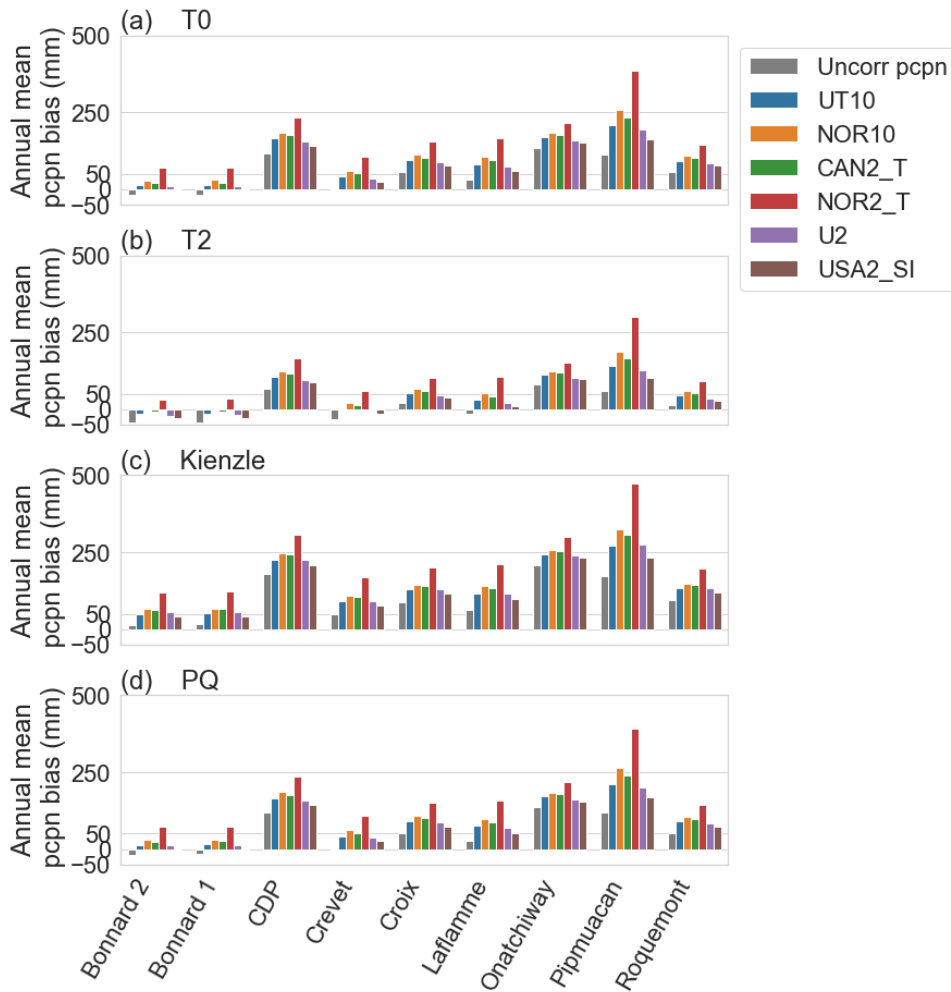 (a) T0
500
250
50
0
−50
Annual mean
pcpn bias (mm)
Uncorr pcpn
UT10
NOR10
CAN2_T
NOR2_T
U2
USA2_SI
(b) T2
500
250
50
0
−50
Annual mean
pcpn bias (mm)
(c) Kienzle
500
250
50
0
−50
Annual mean
pcpn bias (mm)
(d) PQ
500
250
50
0
−50
Annual mean
pcpn bias (mm)
Bonnard 2
Bonnard 1
CDP
Crevet
Croix
Laflamme
Onatchiway
Pipmuacan
Roquemont